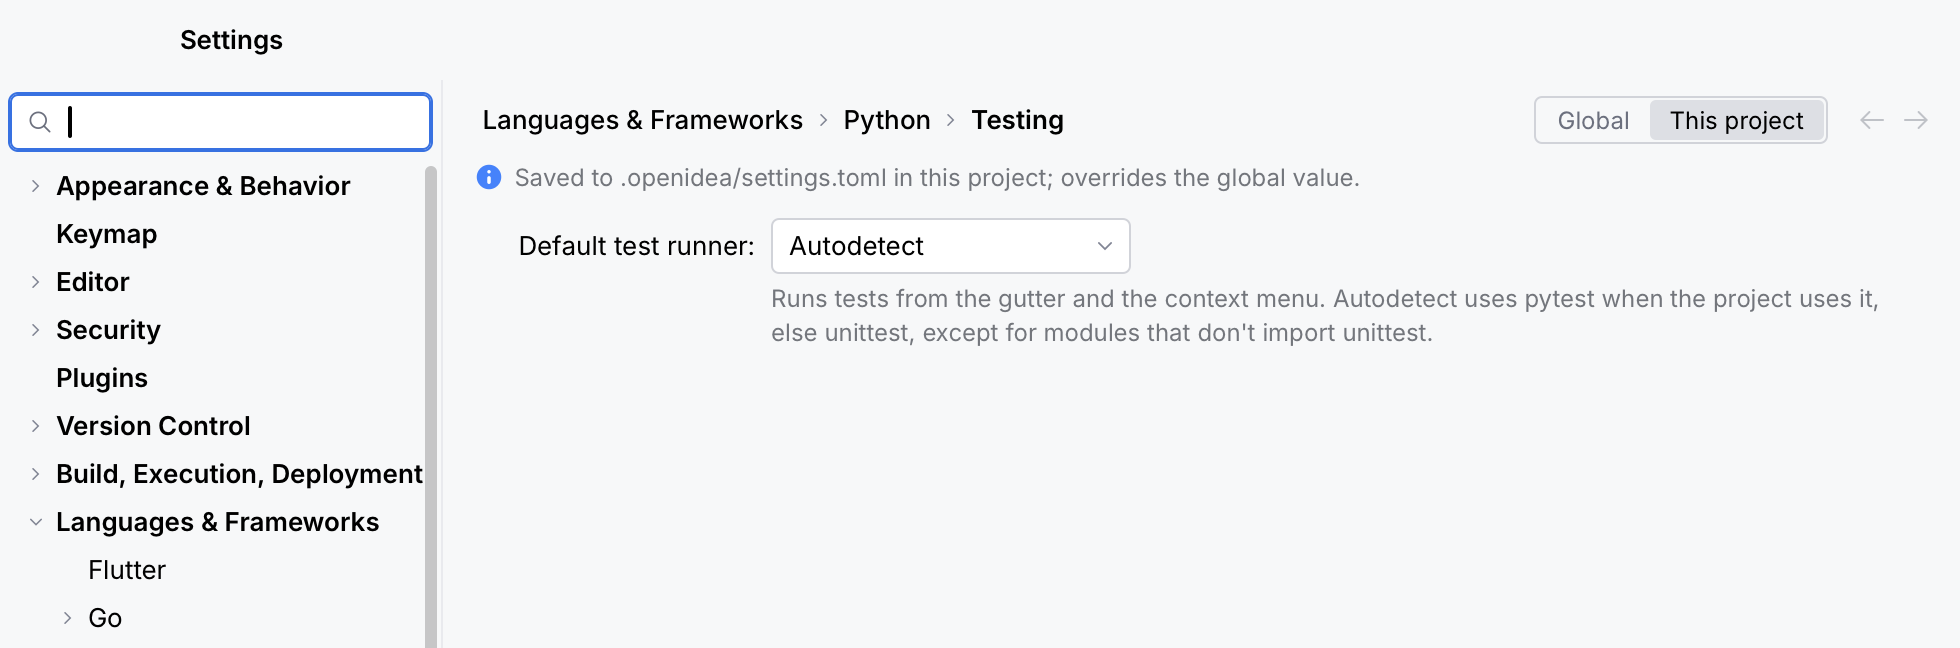 Settings
Appearance & Behavior
Keymap
Editor
Security
Plugins
Version Control
Build, Execution, Deployment
Languages & Frameworks
Flutter
Go
Languages & Frameworks › Python › Testing
Global This project
Saved to .openidea/settings.toml in this project; overrides the global value.
Default test runner: Autodetect
Runs tests from the gutter and the context menu. Autodetect uses pytest when the project uses it,
else unittest, except for modules that don't import unittest.